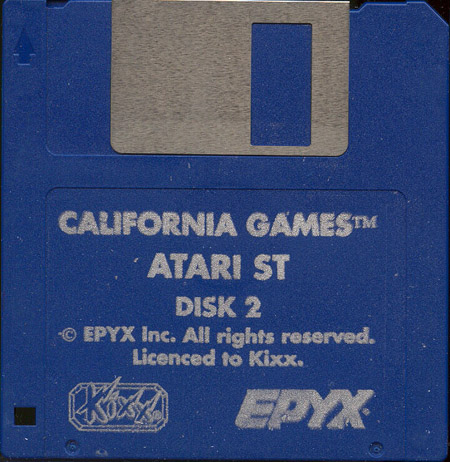 CALIFORNIA GAMES™
ATARI ST
DISK 2
© EPYX Inc. All rights reserved.
Licenced to Kixx.
Kixx
EPYX